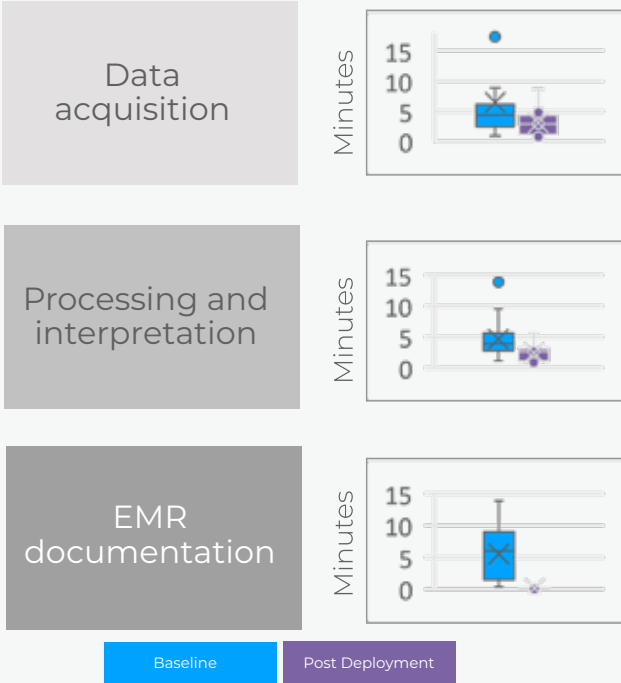 Data
acquisition
Minutes
15
10
5
0
Processing and
interpretation
Minutes
15
10
5
0
EMR
documentation
Minutes
15
10
5
0
Baseline
Post Deployment